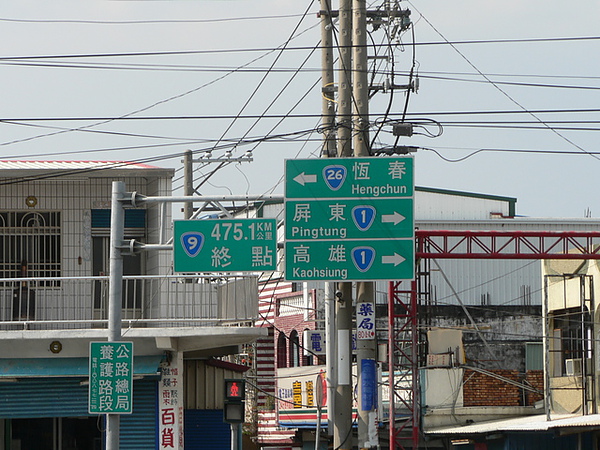 26 恆春
Hengchun
屏東 1
Pingtung
高雄 1
Kaohsiung
9 475.1 KM 公里
終點
公路總局
養護路段
百貨
藥局